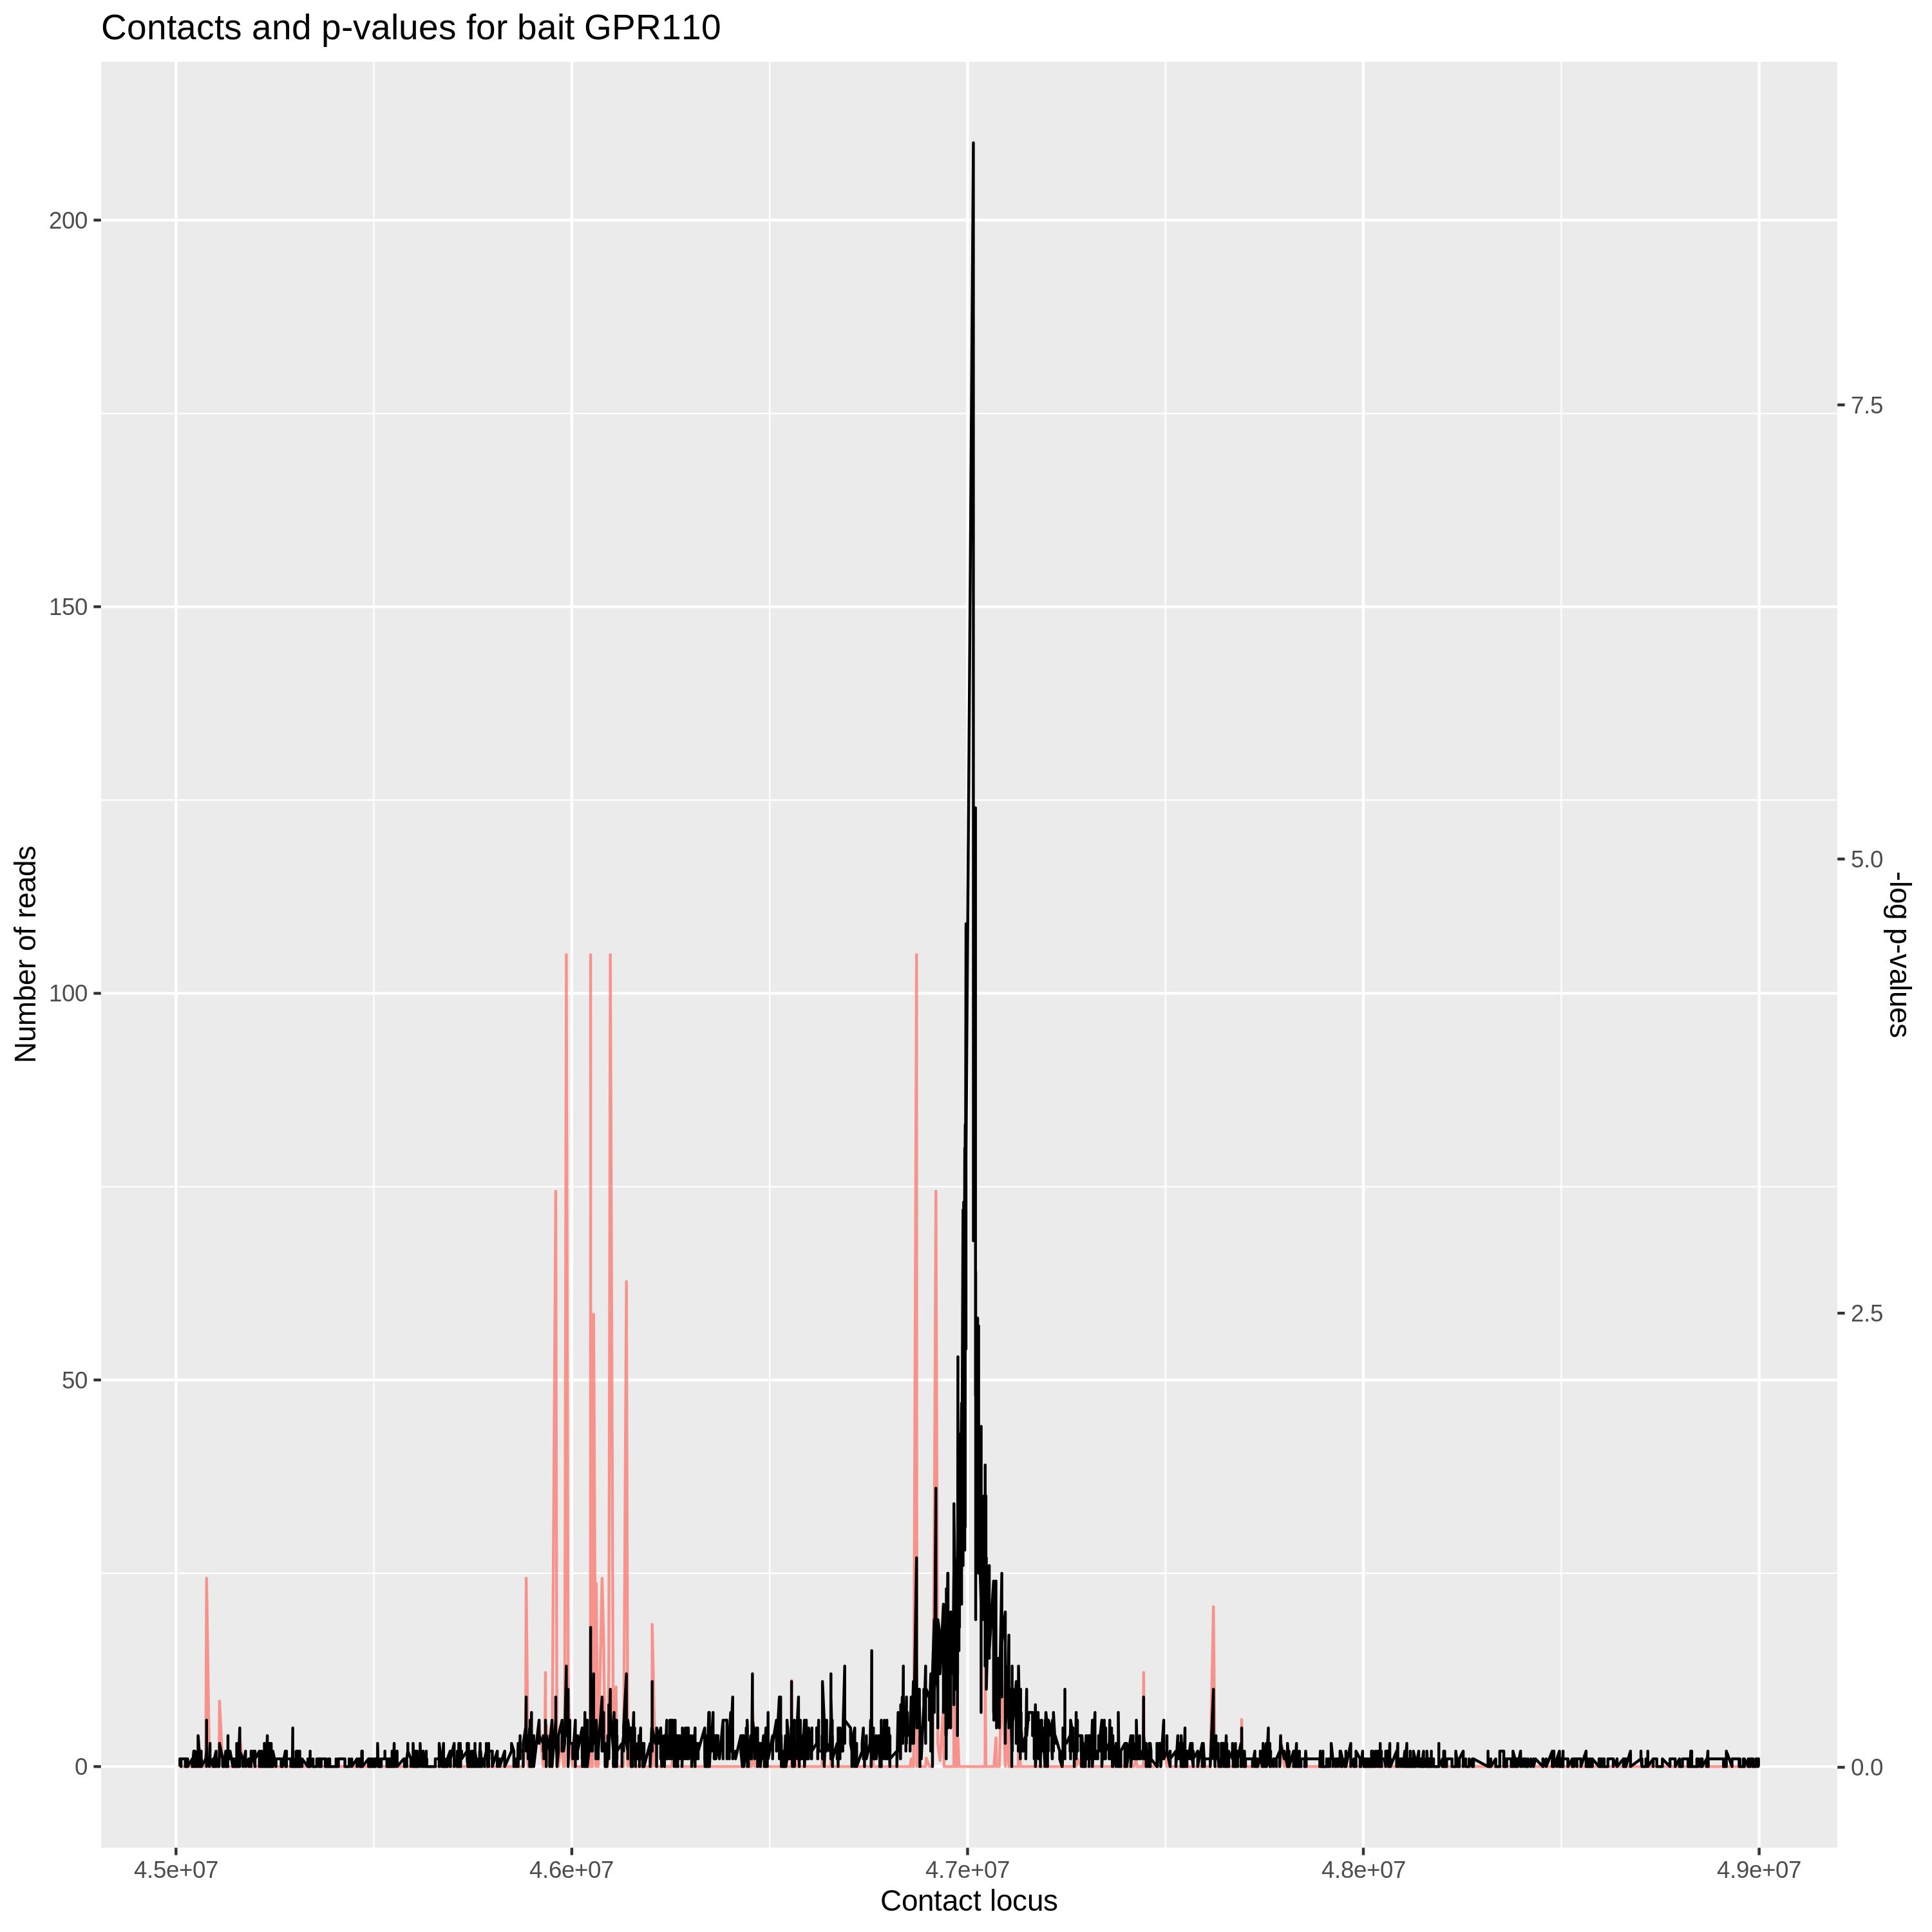 Contacts and p-values for bait GPR110
Number of reads
200
150
100
50
0
7.5
5.0
2.5
0.0
-log p-values
4.5e+07 4.6e+07 4.7e+07 4.8e+07 4.9e+07
Contact locus